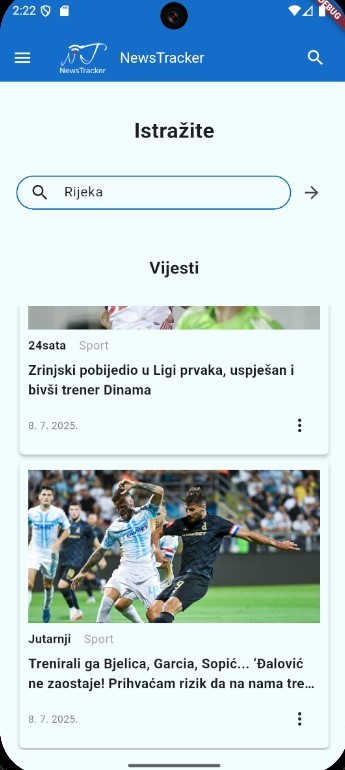 2:22
DEBUG
NewsTracker
NewsTracker
Istražite
Rijeka
Vijesti
24sata Sport
Zrinjski pobijedio u Ligi prvaka, uspješan i
bivši trener Dinama
8. 7. 2025.
Jutarnji Sport
Trenirali ga Bjelica, Garcia, Sopić... ‘Đalović
ne zaostaje! Prihvaćam rizik da na nama tre...
8. 7. 2025.